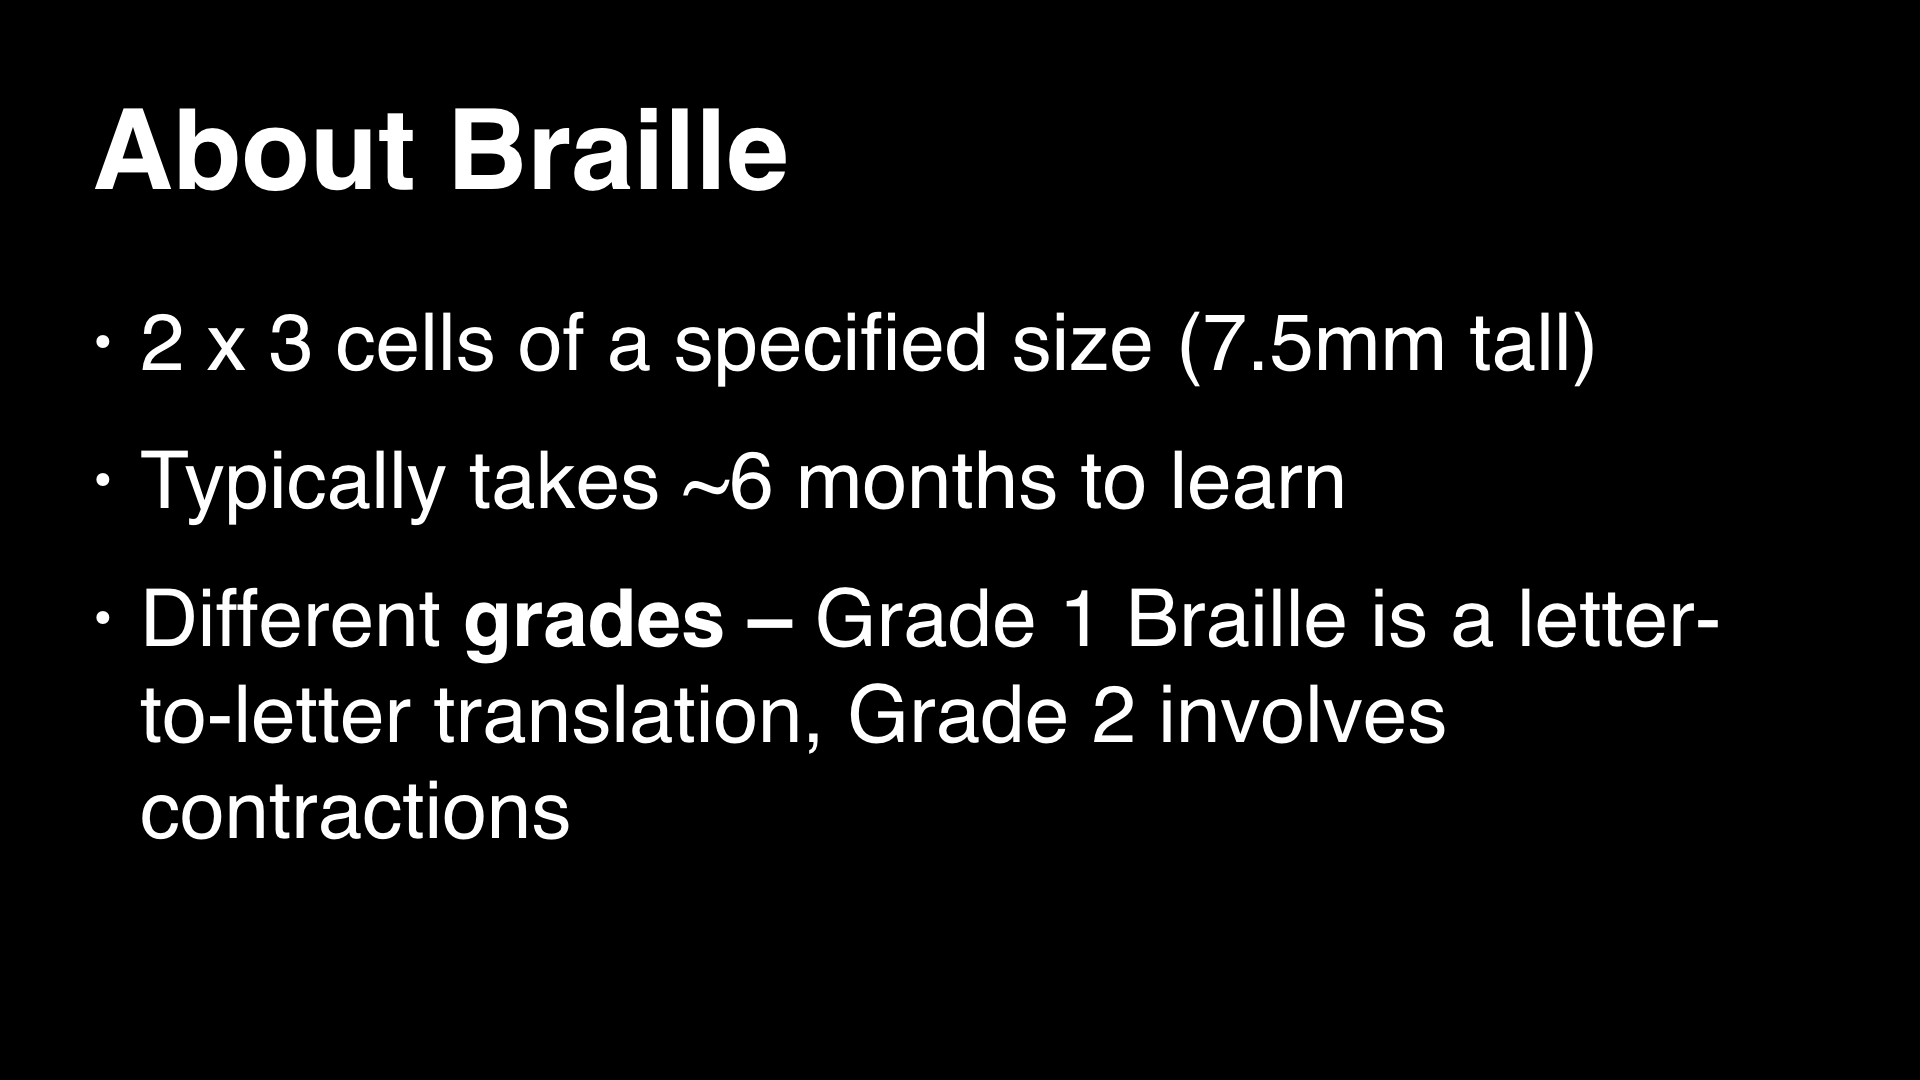 About Braille
• 2 x 3 cells of a specified size (7.5mm tall)
• Typically takes ~6 months to learn
• Different grades – Grade 1 Braille is a letter-
to-letter translation, Grade 2 involves
contractions